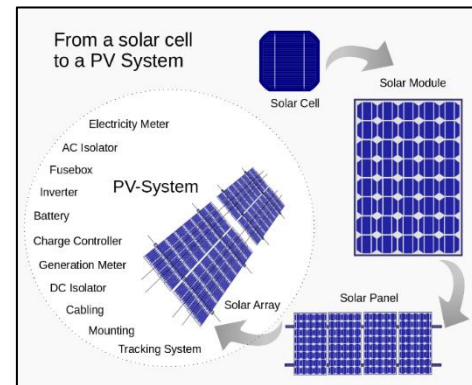 From a solar cell
to a PV System
Solar Cell
Solar Module
Solar Panel
Solar Array
PV-System
Electricity Meter
AC Isolator
Fusebox
Inverter
Battery
Charge Controller
Generation Meter
DC Isolator
Cabling
Mounting
Tracking System